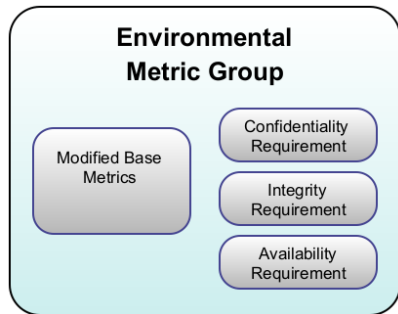 Environmental
Metric Group
Modified Base
Metrics
Confidentiality
Requirement
Integrity
Requirement
Availability
Requirement